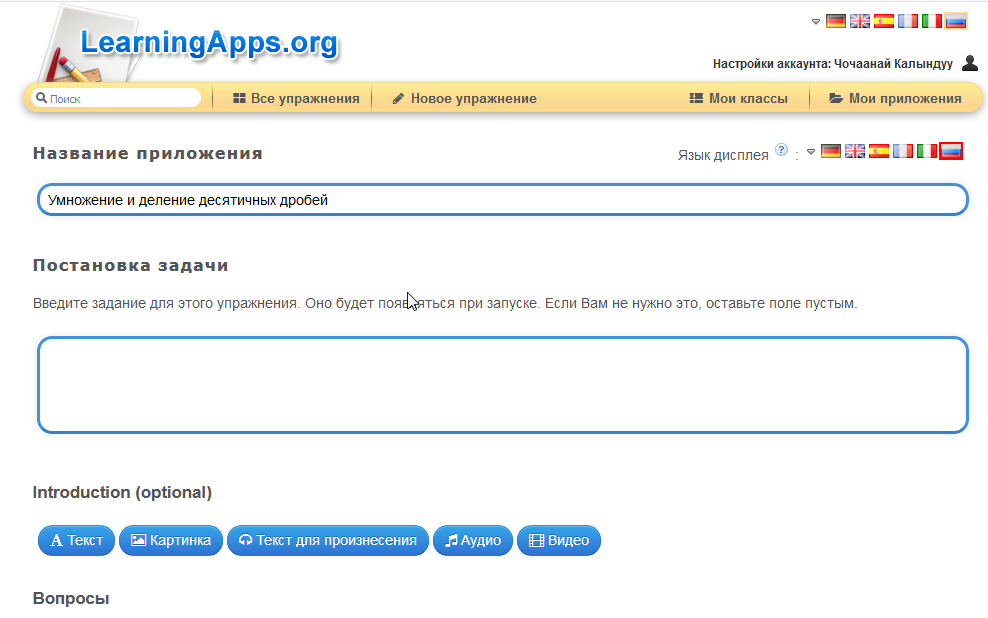 LearningApps.org
Настройки аккаунта: Чочаанай Калындуу
Поиск
Все упражнения
Новое упражнение
Мои классы
Мои приложения
Название приложения
Язык дисплея ? :
Умножение и деление десятичных дробей
Постановка задачи
Введите задание для этого упражнения. Оно будет появляться при запуске. Если Вам не нужно это, оставьте поле пустым.
Introduction (optional)
Текст
Картинка
Текст для произнесения
Аудио
Видео
Вопросы